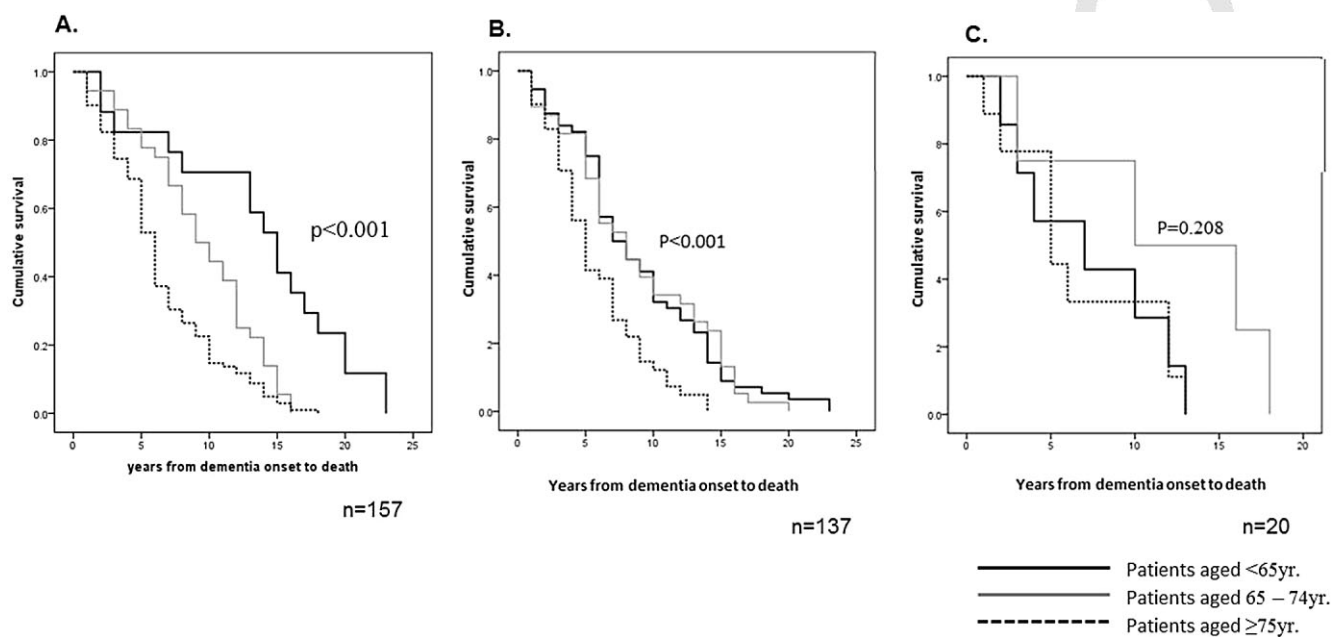 A.
B.
C.
1.0
0.8
0.6
0.4
0.2
0.0
Cumulative survival
p<0.001
0 5 10 15 20 25
years from dementia onset to death
n=157
1.0
.8
.6
4
2
0.0
Cumulative survival
P<0.001
0 5 10 15 20 25
Years from dementia onset to death
n=137
1.0
8
6
4
2
0.0
Cumulative survival
P=0.208
0 5 10 15 20
Years from dementia onset to death
n=20
Patients aged <65yr.
Patients aged 65 – 74yr.
Patients aged ≥75yr.